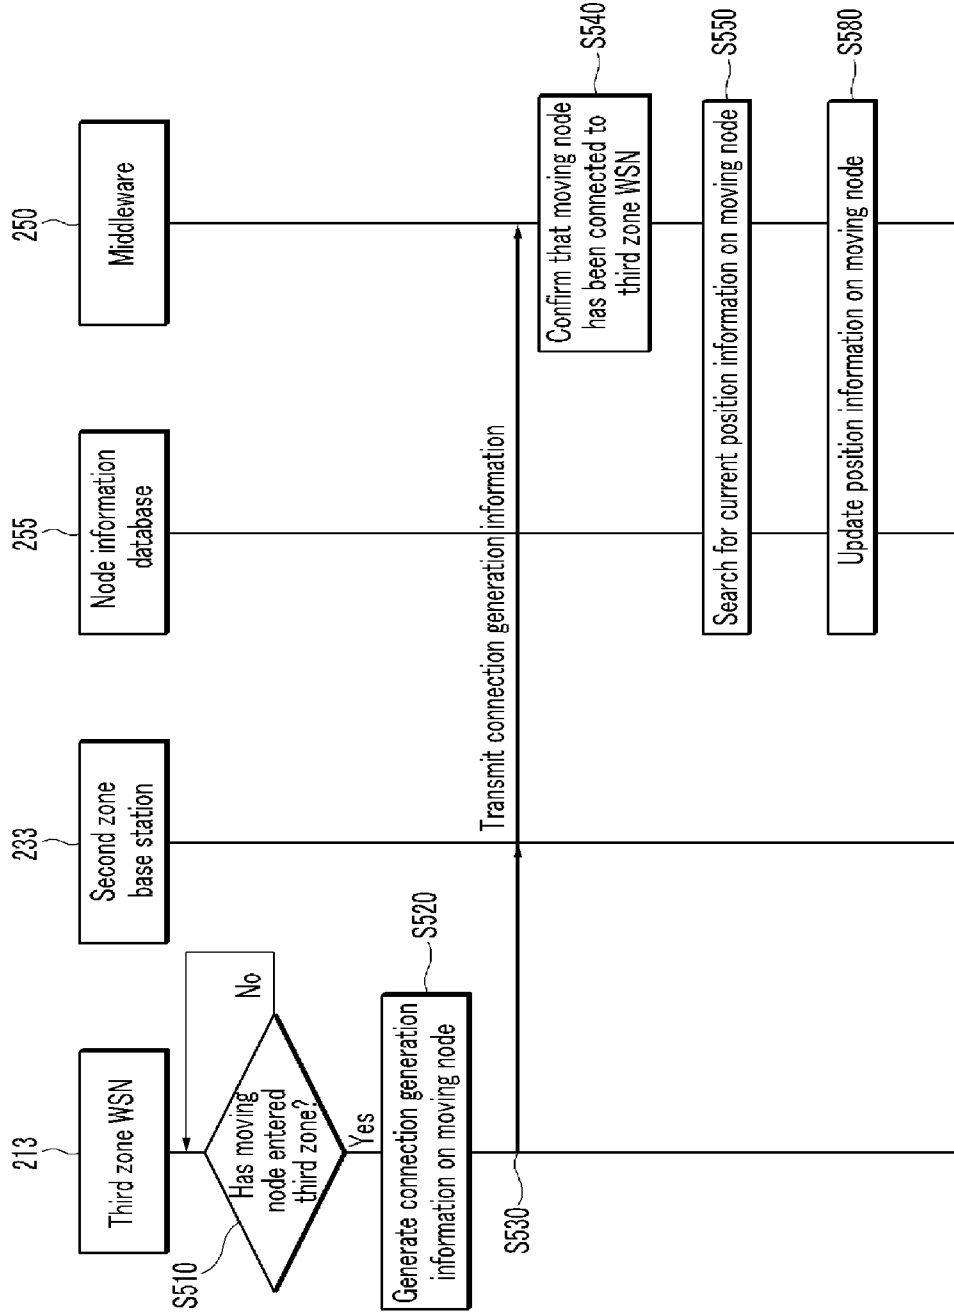 213
Third zone WSN
233
Second zone
base station
255
Node information
database
250
Middleware
S510
Has moving
node entered
third zone?
No
Yes
S520
Generate connection generation
information on moving node
S530
Transmit connection generation information
S540
Confirm that moving node
has been connected to
third zone WSN
S550
Search for current position information on moving node
S580
Update position information on moving node